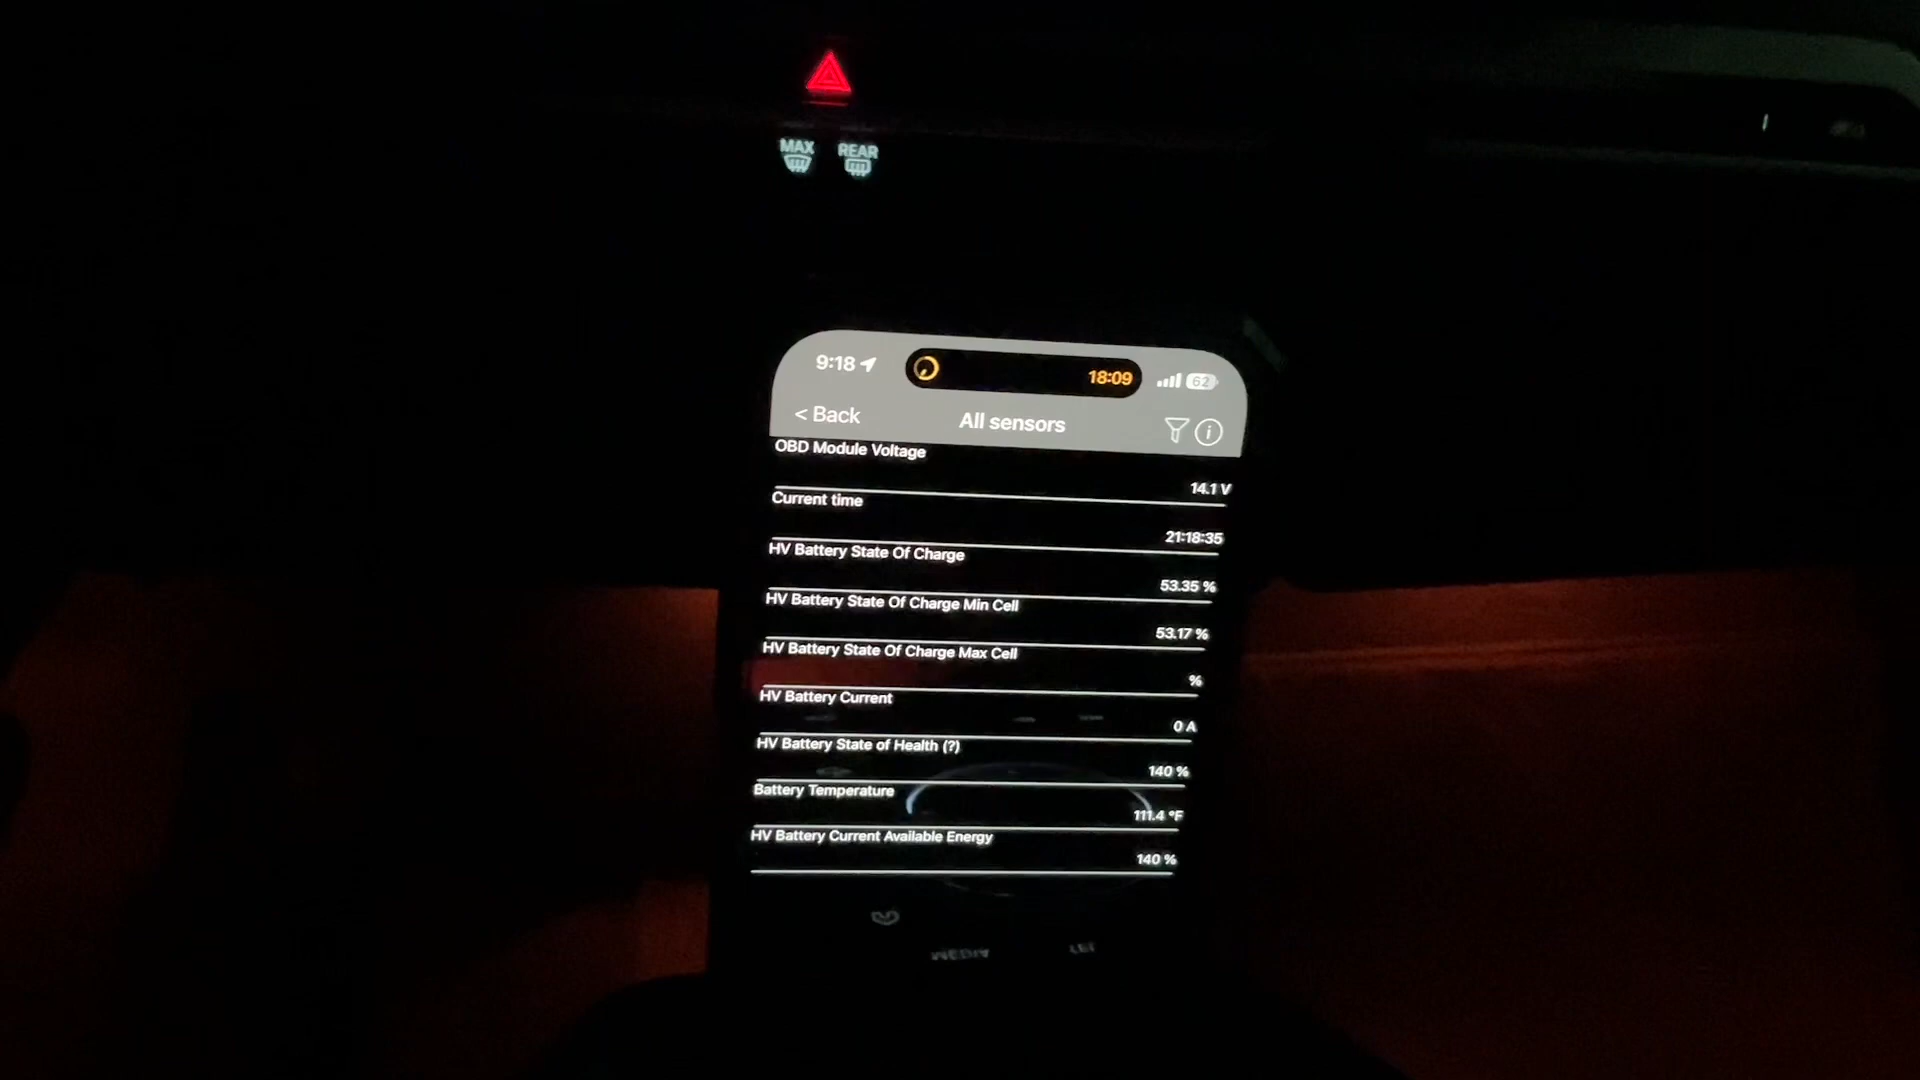 MAX REAR
9:18 18:09 62
< Back All sensors
OBD Module Voltage
14.1 V
Current time
21:18:35
HV Battery State Of Charge
53.35 %
HV Battery State Of Charge Min Cell
53.17 %
HV Battery State Of Charge Max Cell
%
HV Battery Current
0 A
HV Battery State of Health (?)
140 %
Battery Temperature
111.4 °F
HV Battery Current Available Energy
140 %
MEDIA